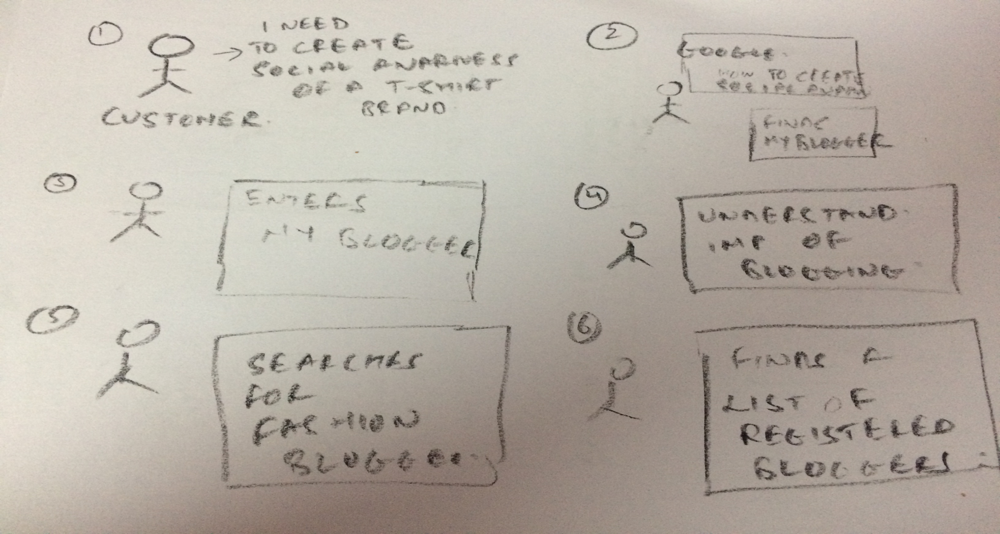 1
I NEED
TO CREATE
SOCIAL AWARNESS
OF A T-SHIRT
BRAND.
CUSTOMER.
2
GOOGLE.
HOW TO CREATE
SOCIAL AWARN
FINDS
MY BLOGGER
3
ENTERS
MY BLOGGER
4
UNDERSTAND.
IMP OF
BLOGGING
5
SEARCHES
FOR
FASHION
BLOGGER.
6
FINDS A
LIST OF
REGISTERED
BLOGGERS.